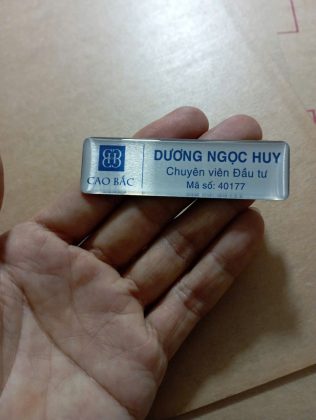 DƯƠNG NGỌC HUY
Chuyên viên Đầu tư
Mã số: 40177
CAO BẮC